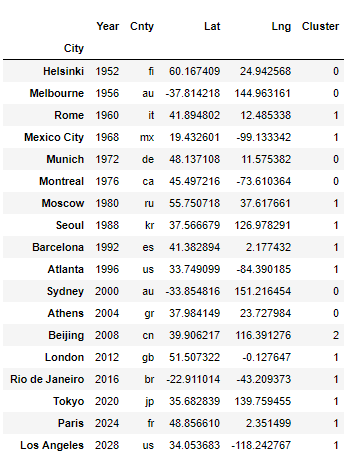 Year Cnty Lat Lng Cluster
City
Helsinki 1952 fi 60.167409 24.942568 0
Melbourne 1956 au -37.814218 144.963161 0
Rome 1960 it 41.894802 12.485338 1
Mexico City 1968 mx 19.432601 -99.133342 1
Munich 1972 de 48.137108 11.575382 0
Montreal 1976 ca 45.497216 -73.610364 0
Moscow 1980 ru 55.750718 37.617661 1
Seoul 1988 kr 37.566679 126.978291 1
Barcelona 1992 es 41.382894 2.177432 1
Atlanta 1996 us 33.749099 -84.390185 1
Sydney 2000 au -33.854816 151.216454 0
Athens 2004 gr 37.984149 23.727984 0
Beijing 2008 cn 39.906217 116.391276 2
London 2012 gb 51.507322 -0.127647 1
Rio de Janeiro 2016 br -22.911014 -43.209373 1
Tokyo 2020 jp 35.682839 139.759455 1
Paris 2024 fr 48.856610 2.351499 1
Los Angeles 2028 us 34.053683 -118.242767 1